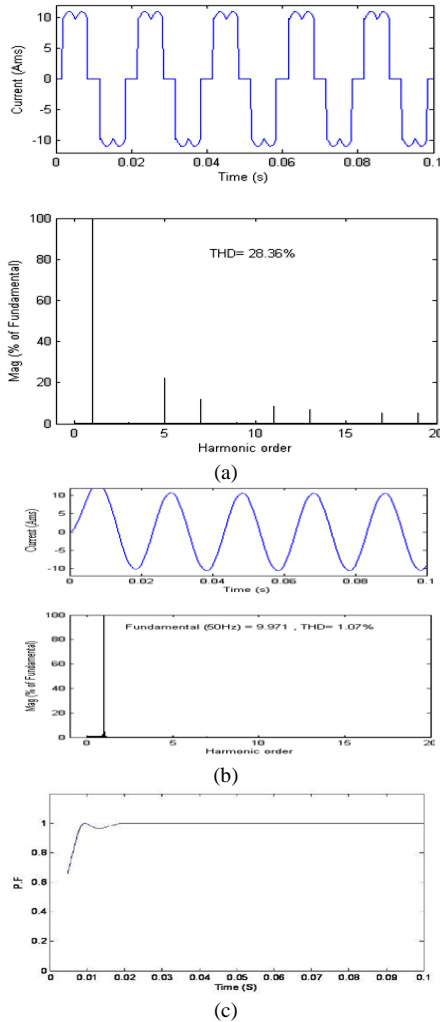 10
5
0
-5
-10
Current (Ams)
0 0.02 0.04 0.06 0.08 0.1
Time (s)
100
80
60
40
20
0
Mag (% of Fundamental)
THD= 28.36%
0 5 10 15 20
Harmonic order
(a)
10
5
0
-5
-10
Current (Ams)
0 0.02 0.04 0.06 0.08 0.1
Time (s)
100
80
60
40
20
0
Mag (% of Fundamental)
Fundamental (50Hz) = 9.971 , THD= 1.07%
0 5 10 15 20
Harmonic order
(b)
1
0.8
0.6
0.4
0.2
0
P.F
0 0.01 0.02 0.03 0.04 0.05 0.06 0.07 0.08 0.09 0.1
Time (S)
(c)